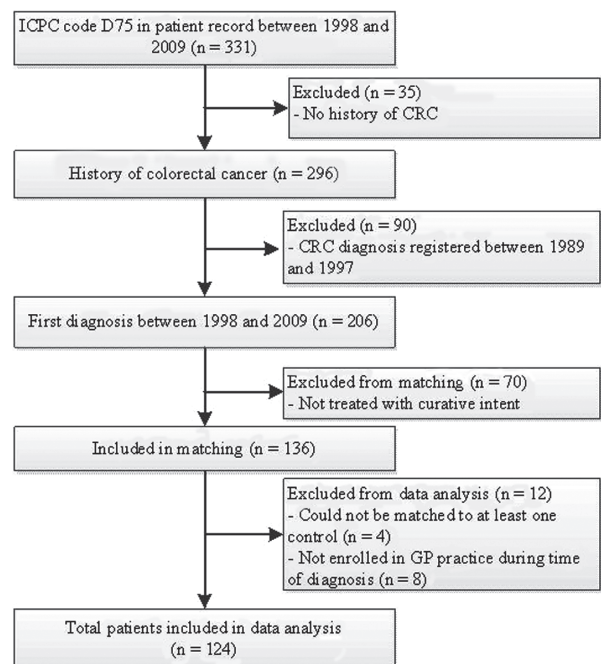 ICPC code D75 in patient record between 1998 and
2009 (n = 331)
Excluded (n = 35)
- No history of CRC
History of colorectal cancer (n = 296)
Excluded (n = 90)
- CRC diagnosis registered between 1989
and 1997
First diagnosis between 1998 and 2009 (n = 206)
Excluded from matching (n = 70)
- Not treated with curative intent
Included in matching (n = 136)
Excluded from data analysis (n = 12)
- Could not be matched to at least one
control (n = 4)
- Not enrolled in GP practice during time
of diagnosis (n = 8)
Total patients included in data analysis
(n = 124)